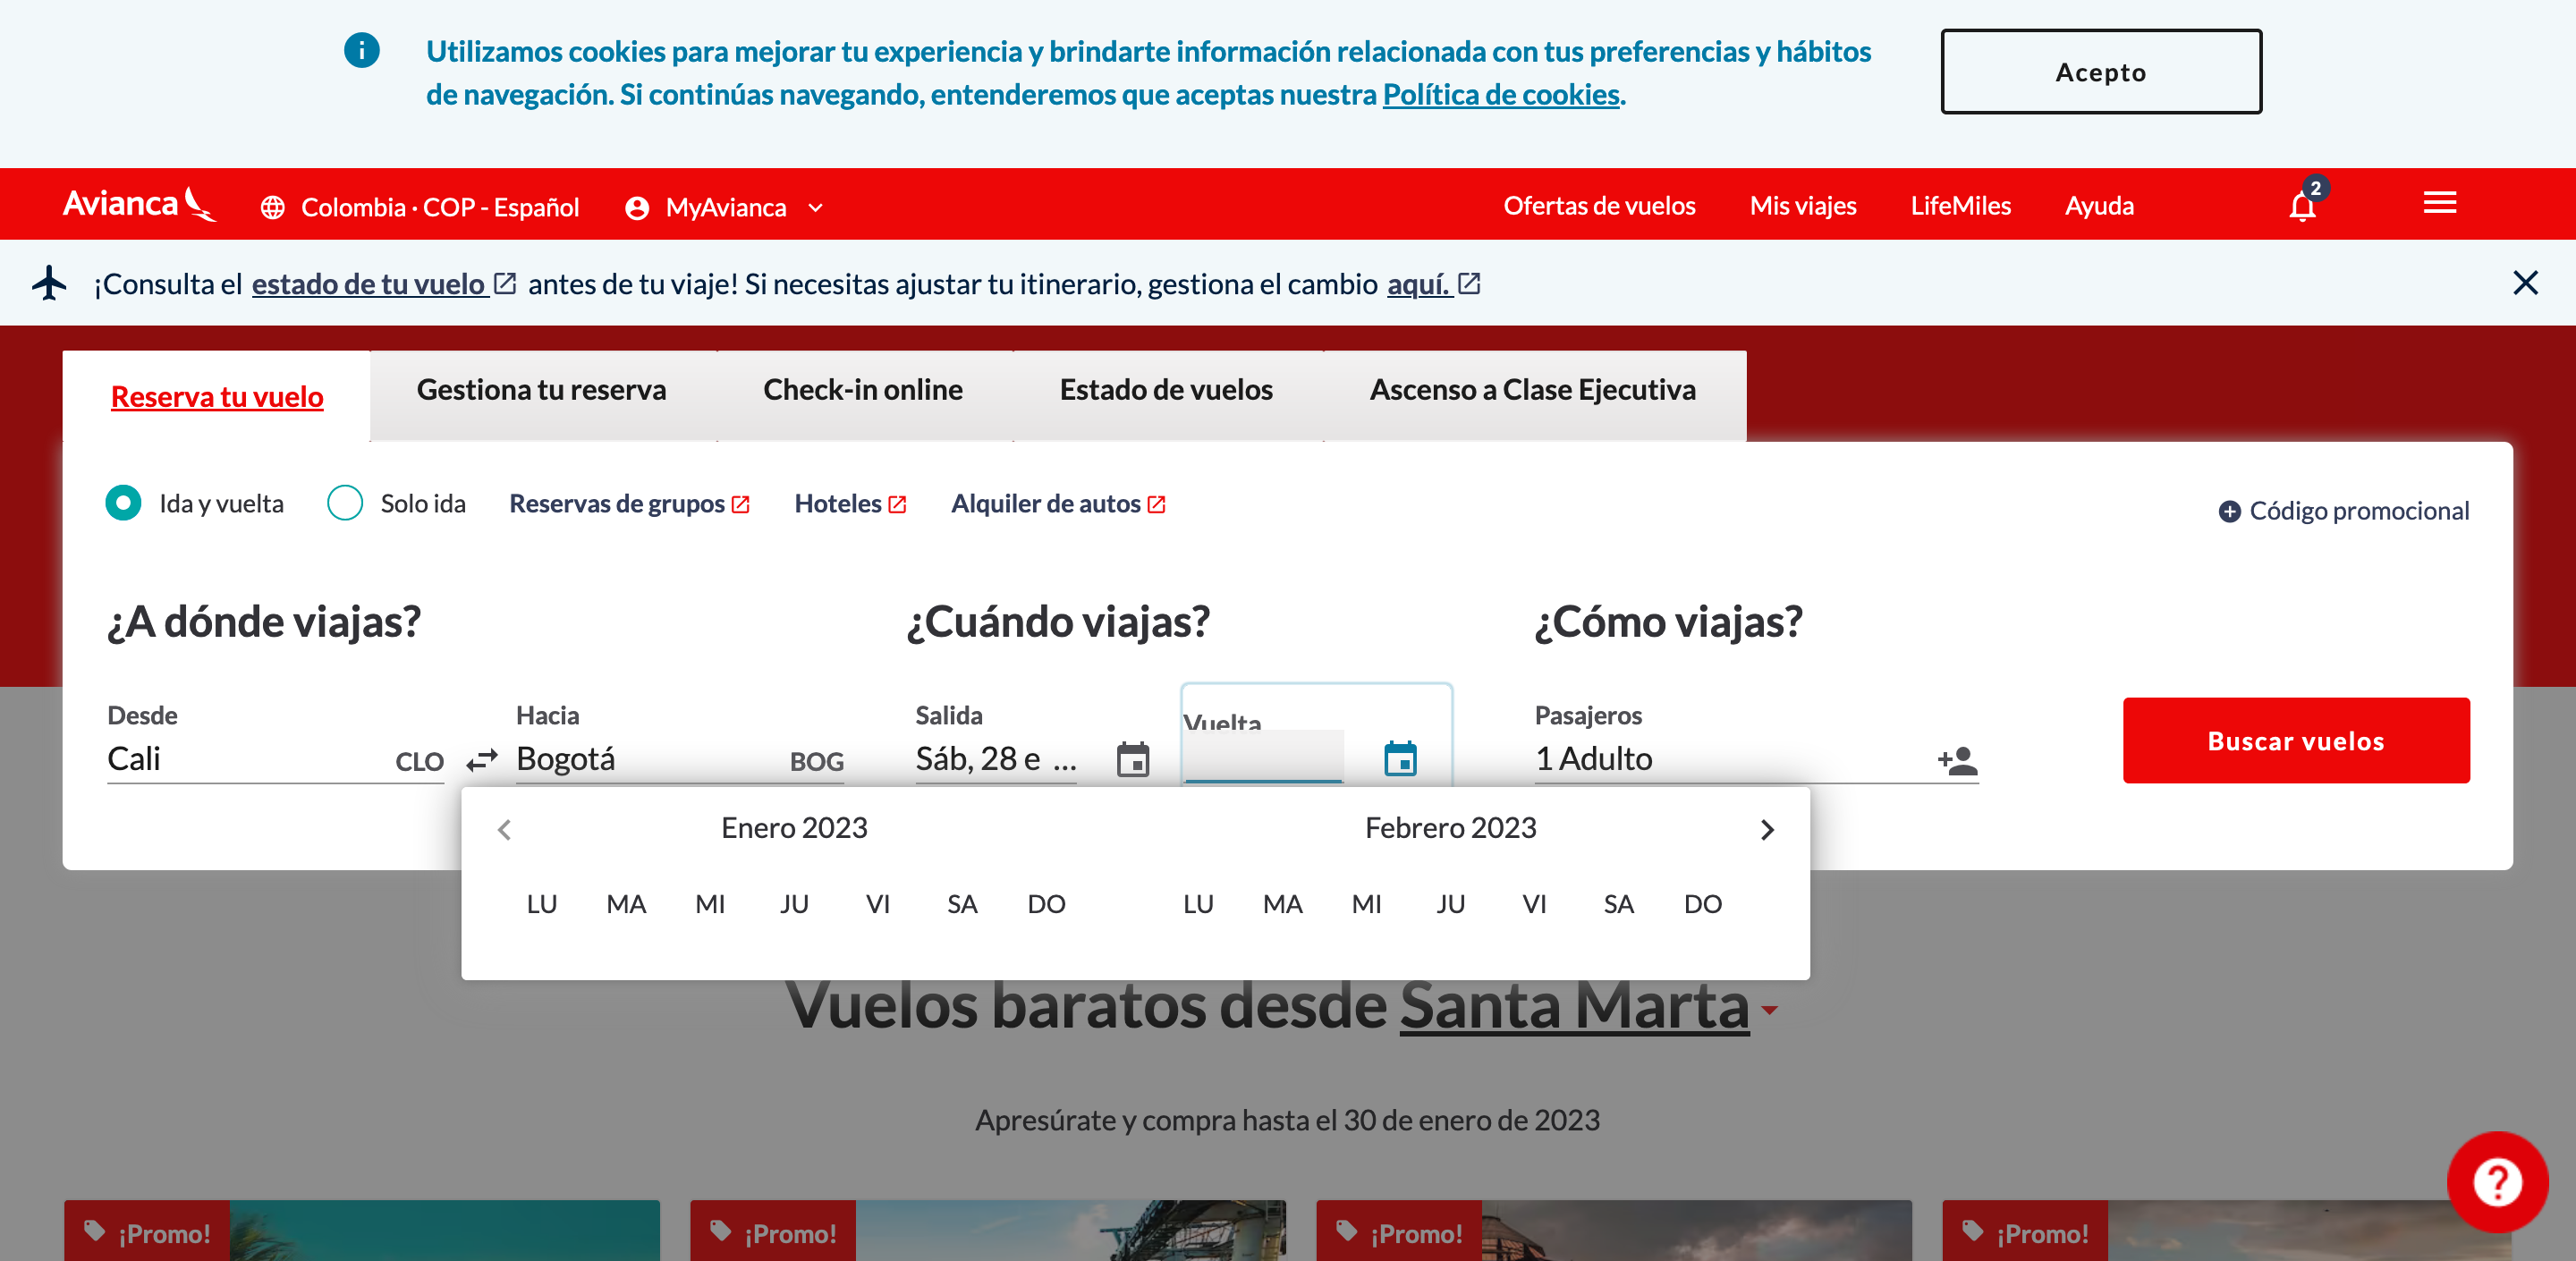 Utilizamos cookies para mejorar tu experiencia y brindarte información relacionada con tus preferencias y hábitos
de navegación. Si continúas navegando, entenderemos que aceptas nuestra Política de cookies.
Acepto
Avianca
Colombia · COP - Español
MyAvianca
Ofertas de vuelos
Mis viajes
LifeMiles
Ayuda
2
¡Consulta el estado de tu vuelo antes de tu viaje! Si necesitas ajustar tu itinerario, gestiona el cambio aquí.
Reserva tu vuelo
Gestiona tu reserva
Check-in online
Estado de vuelos
Ascenso a Clase Ejecutiva
Ida y vuelta
Solo ida
Reservas de grupos
Hoteles
Alquiler de autos
Código promocional
¿A dónde viajas?
¿Cuándo viajas?
¿Cómo viajas?
Desde
Hacia
Salida
Vuelta
Pasajeros
Cali
CLO
Bogotá
BOG
Sáb, 28 e ...
1 Adulto
Buscar vuelos
Enero 2023
Febrero 2023
LU MA MI JU VI SA DO
LU MA MI JU VI SA DO
Vuelos baratos desde Santa Marta
Apresúrate y compra hasta el 30 de enero de 2023
¡Promo!
¡Promo!
¡Promo!
¡Promo!
?